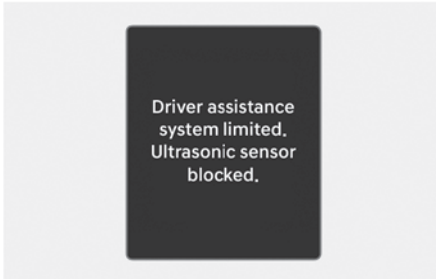 Driver assistance
system limited.
Ultrasonic sensor
blocked.